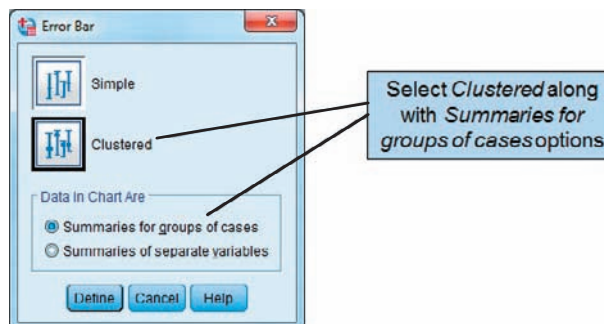 Error Bar
Simple
Clustered
Data in Chart Are
Summaries for groups of cases
Summaries of separate variables
Define Cancel Help
Select Clustered along
with Summaries for
groups of cases options